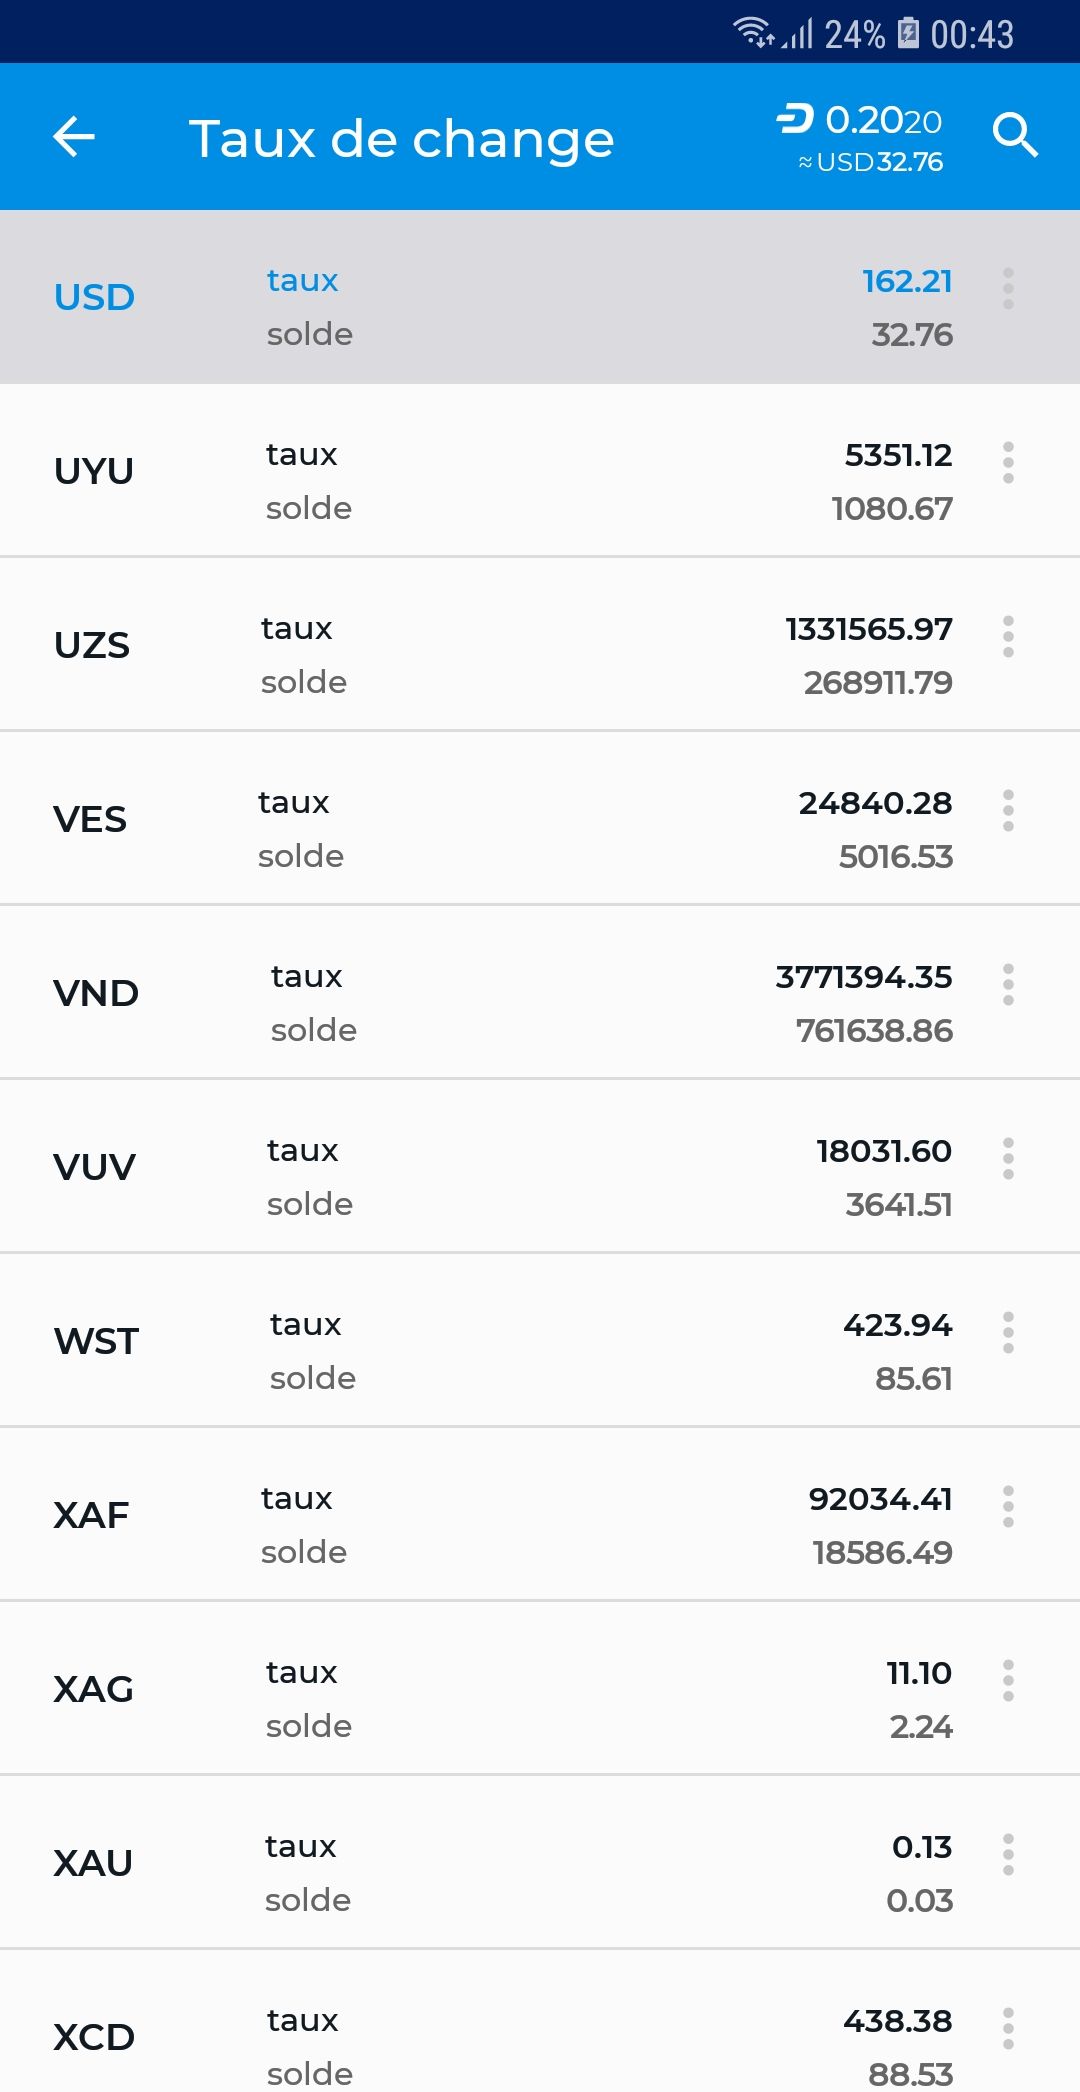 24% 00:43
Taux de change 0.2020
≈USD32.76
USD taux 162.21
solde 32.76
UYU taux 5351.12
solde 1080.67
UZS taux 1331565.97
solde 268911.79
VES taux 24840.28
solde 5016.53
VND taux 3771394.35
solde 761638.86
VUV taux 18031.60
solde 3641.51
WST taux 423.94
solde 85.61
XAF taux 92034.41
solde 18586.49
XAG taux 11.10
solde 2.24
XAU taux 0.13
solde 0.03
XCD taux 438.38
solde 88.53